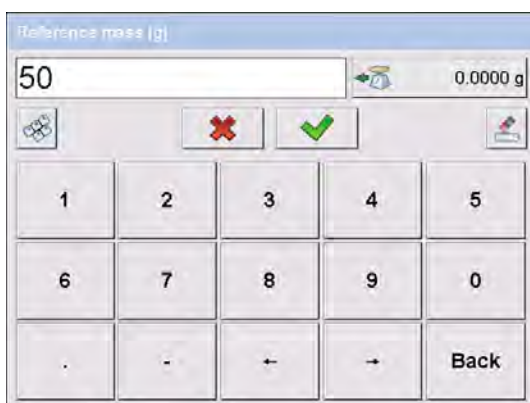 Reference mass [g]
50
0.0000 g
1 2 3 4 5
6 7 8 9 0
. - ← → Back